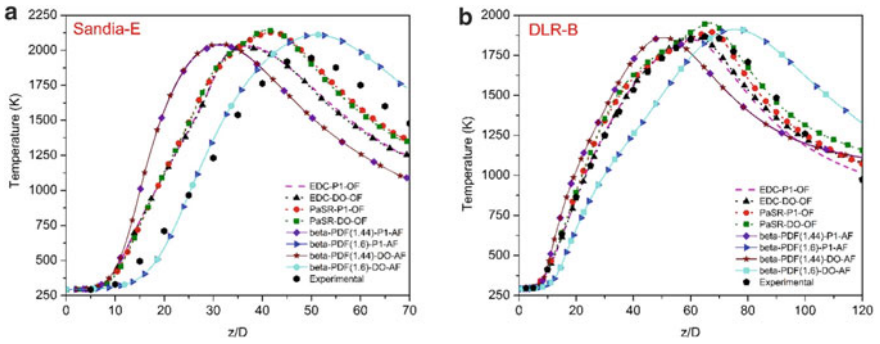 a
Sandia-E
2250
2000
1750
1500
1250
1000
750
500
250
Temperature (K)
EDC-P1-OF
EDC-DO-OF
PaSR-P1-OF
PaSR-DO-OF
beta-PDF(1.44)-P1-AF
beta-PDF(1.6)-P1-AF
beta-PDF(1.44)-DO-AF
beta-PDF(1.6)-DO-AF
Experimental
0 10 20 30 40 50 60 70
z/D
b
DLR-B
2000
1750
1500
1250
1000
750
500
250
Temperature (K)
EDC-P1-OF
EDC-DO-OF
PaSR-P1-OF
PaSR-DO-OF
beta-PDF(1.44)-P1-AF
beta-PDF(1.6)-P1-AF
beta-PDF(1.44)-DO-AF
beta-PDF(1.6)-DO-AF
Experimental
0 20 40 60 80 100 120
z/D